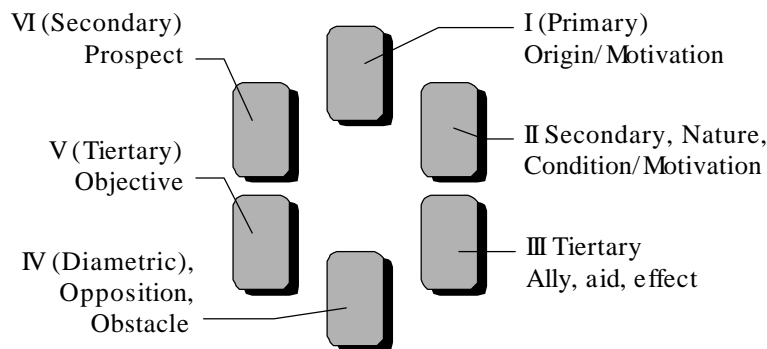 VI (Secondary)
Prospect
I (Primary)
Origin/Motivation
II Secondary, Nature,
Condition/Motivation
V (Tiertary)
Objective
III Tiertary
Ally, aid, effect
IV (Diametric),
Opposition,
Obstacle